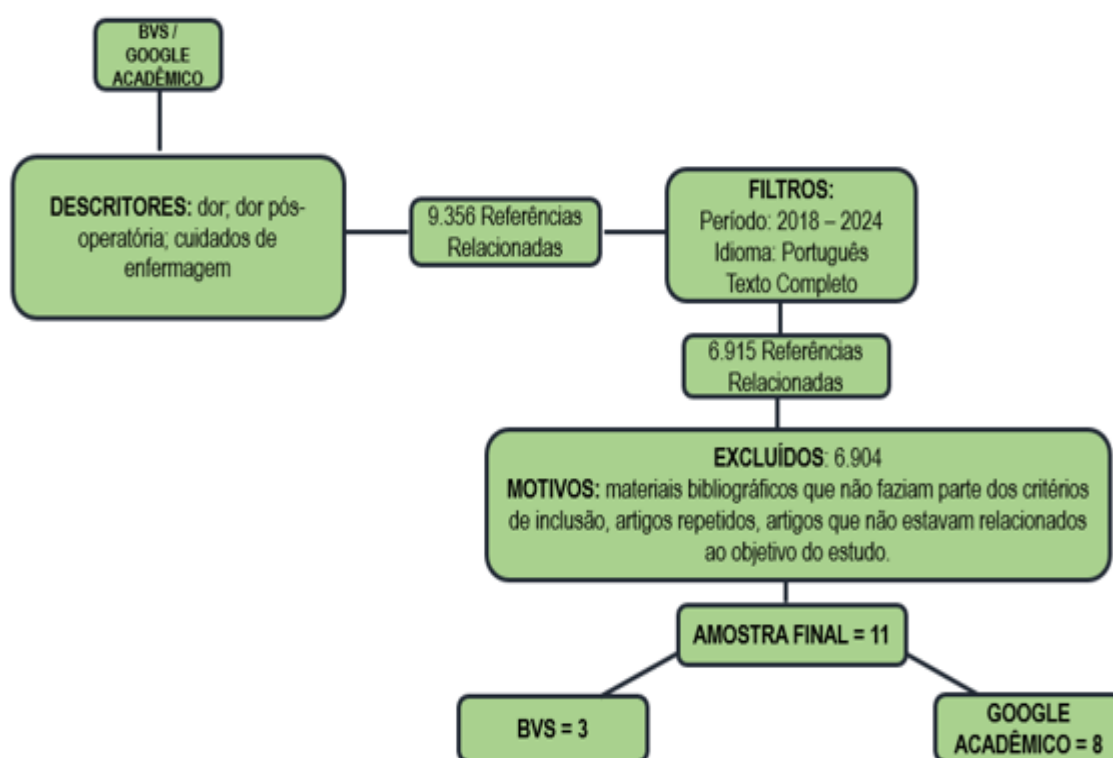 BVS /
GOOGLE
ACADÊMICO
DESCRITORES: dor; dor pós-
operatória; cuidados de
enfermagem
9.356 Referências
Relacionadas
FILTROS:
Período: 2018 – 2024
Idioma: Português
Texto Completo
6.915 Referências
Relacionadas
EXCLUÍDOS: 6.904
MOTIVOS: materiais bibliográficos que não faziam parte dos critérios
de inclusão, artigos repetidos, artigos que não estavam relacionados
ao objetivo do estudo.
AMOSTRA FINAL = 11
BVS = 3
GOOGLE
ACADÊMICO = 8